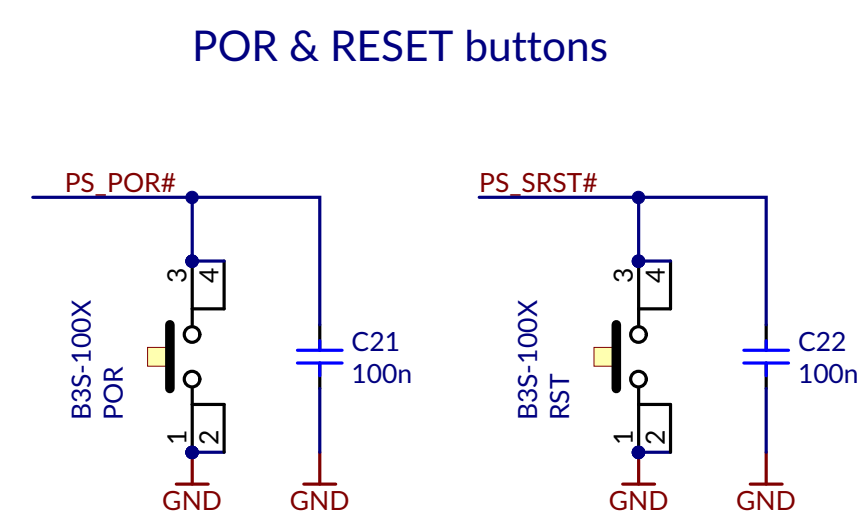 POR & RESET buttons
PS_POR#
3
4
B3S-100X
POR
1
2
C21
100n
GND
GND
PS_SRST#
3
4
B3S-100X
RST
1
2
C22
100n
GND
GND